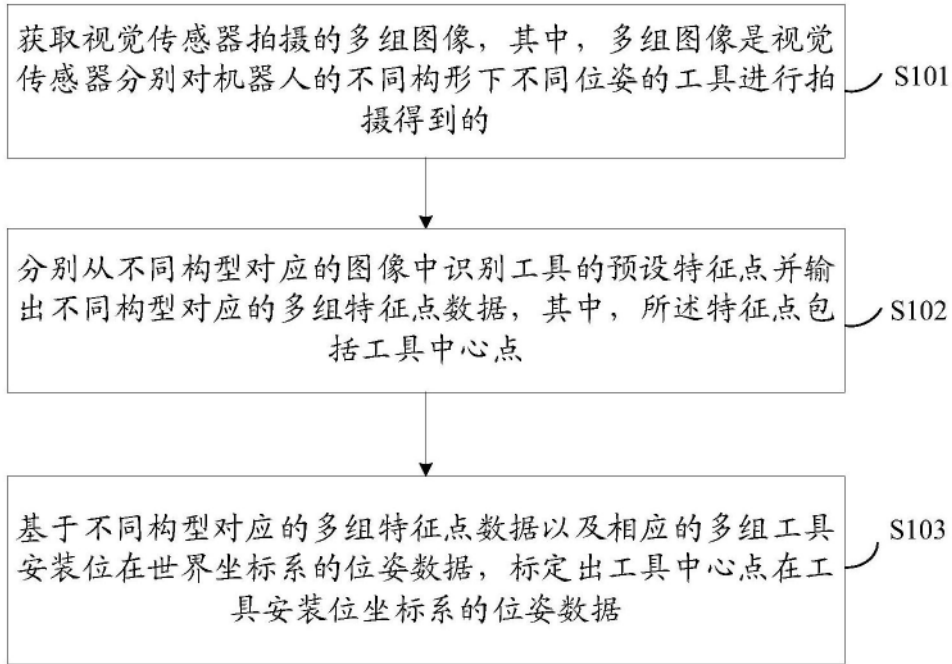 获取视觉传感器拍摄的多组图像，其中，多组图像是视觉
传感器分别对机器人的不同构形下不同位姿的工具进行拍
摄得到的
S101
分别从不同构型对应的图像中识别工具的预设特征点并输
出不同构型对应的多组特征点数据，其中，所述特征点包
括工具中心点
S102
基于不同构型对应的多组特征点数据以及相应的多组工具
安装位在世界坐标系的位姿数据，标定出工具中心点在工
具安装位坐标系的位姿数据
S103